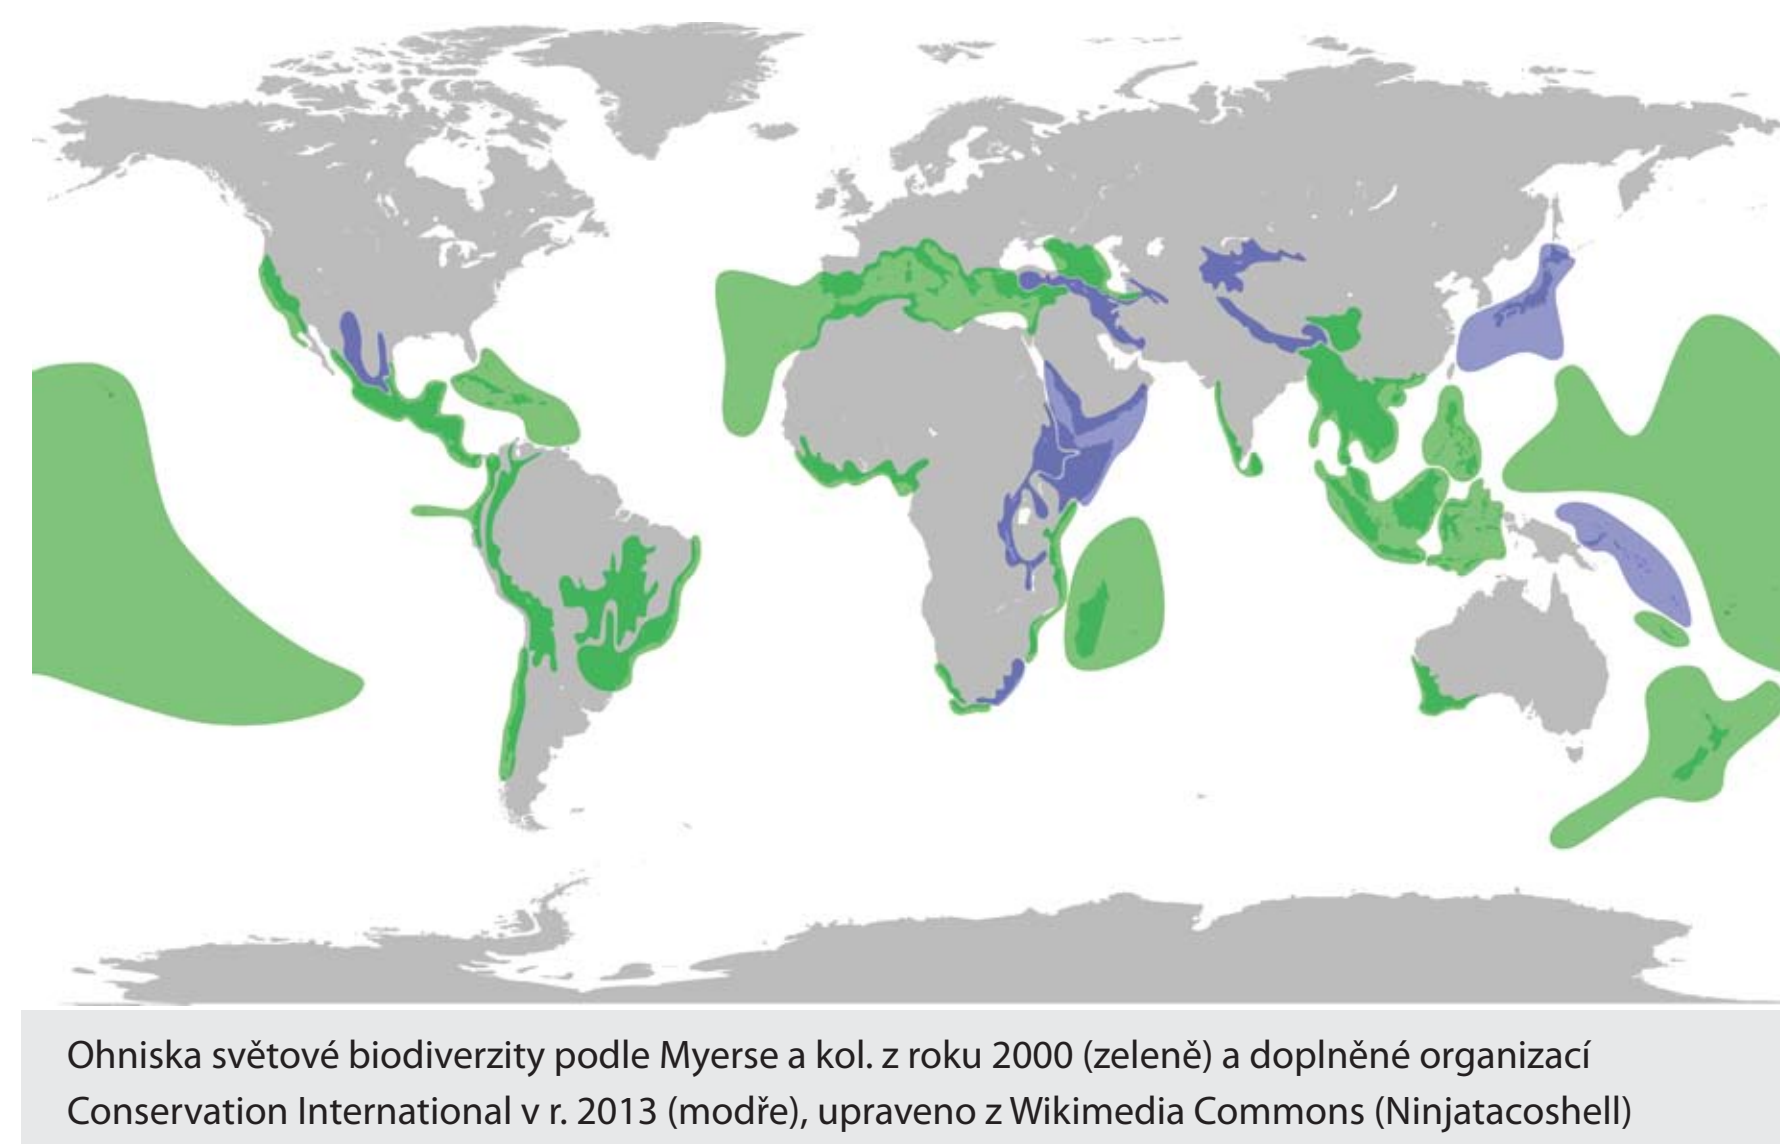 Ohniska světové biodiverzity podle Myerse a kol. z roku 2000 (zeleně) a doplněné organizací
Conservation International v r. 2013 (modře), upraveno z Wikimedia Commons (Ninjatacoshell)